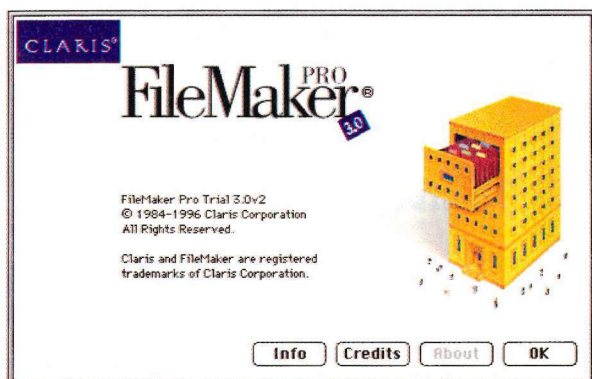 CLARIS®
FileMaker PRO®
3.0
FileMaker Pro Trial 3.0v2
© 1984-1996 Claris Corporation
All Rights Reserved.
Claris and FileMaker are registered
trademarks of Claris Corporation.
Info Credits About OK